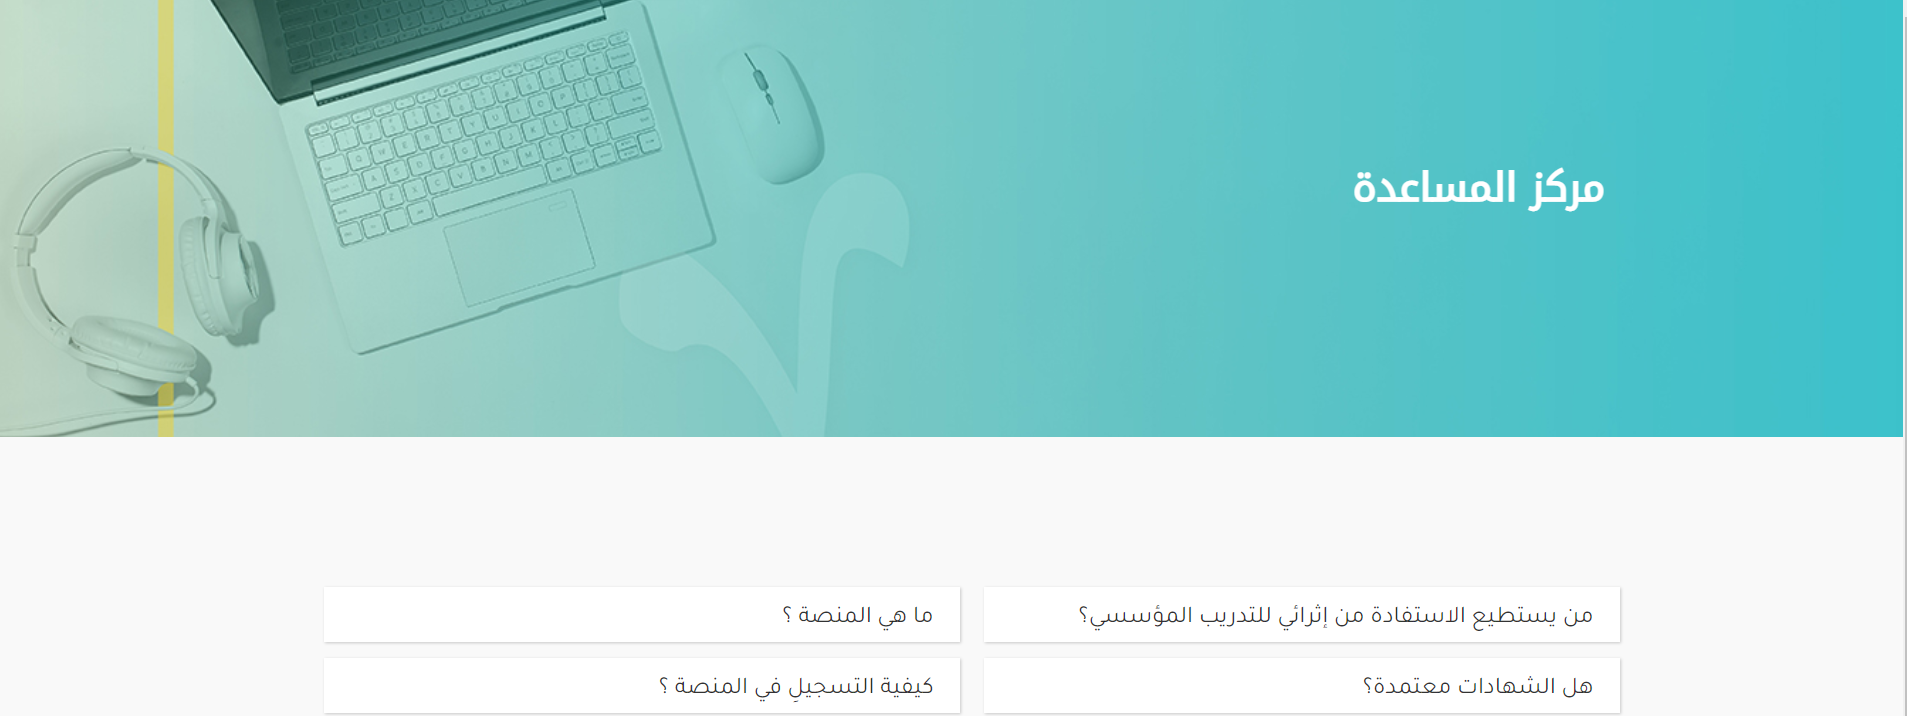 مركز المساعدة
من يستطيع الاستفادة من إثرائي للتدريب المؤسسي؟
ما هي المنصة ؟
هل الشهادات معتمدة؟
كيفية التسجيلِ في المنصة ؟